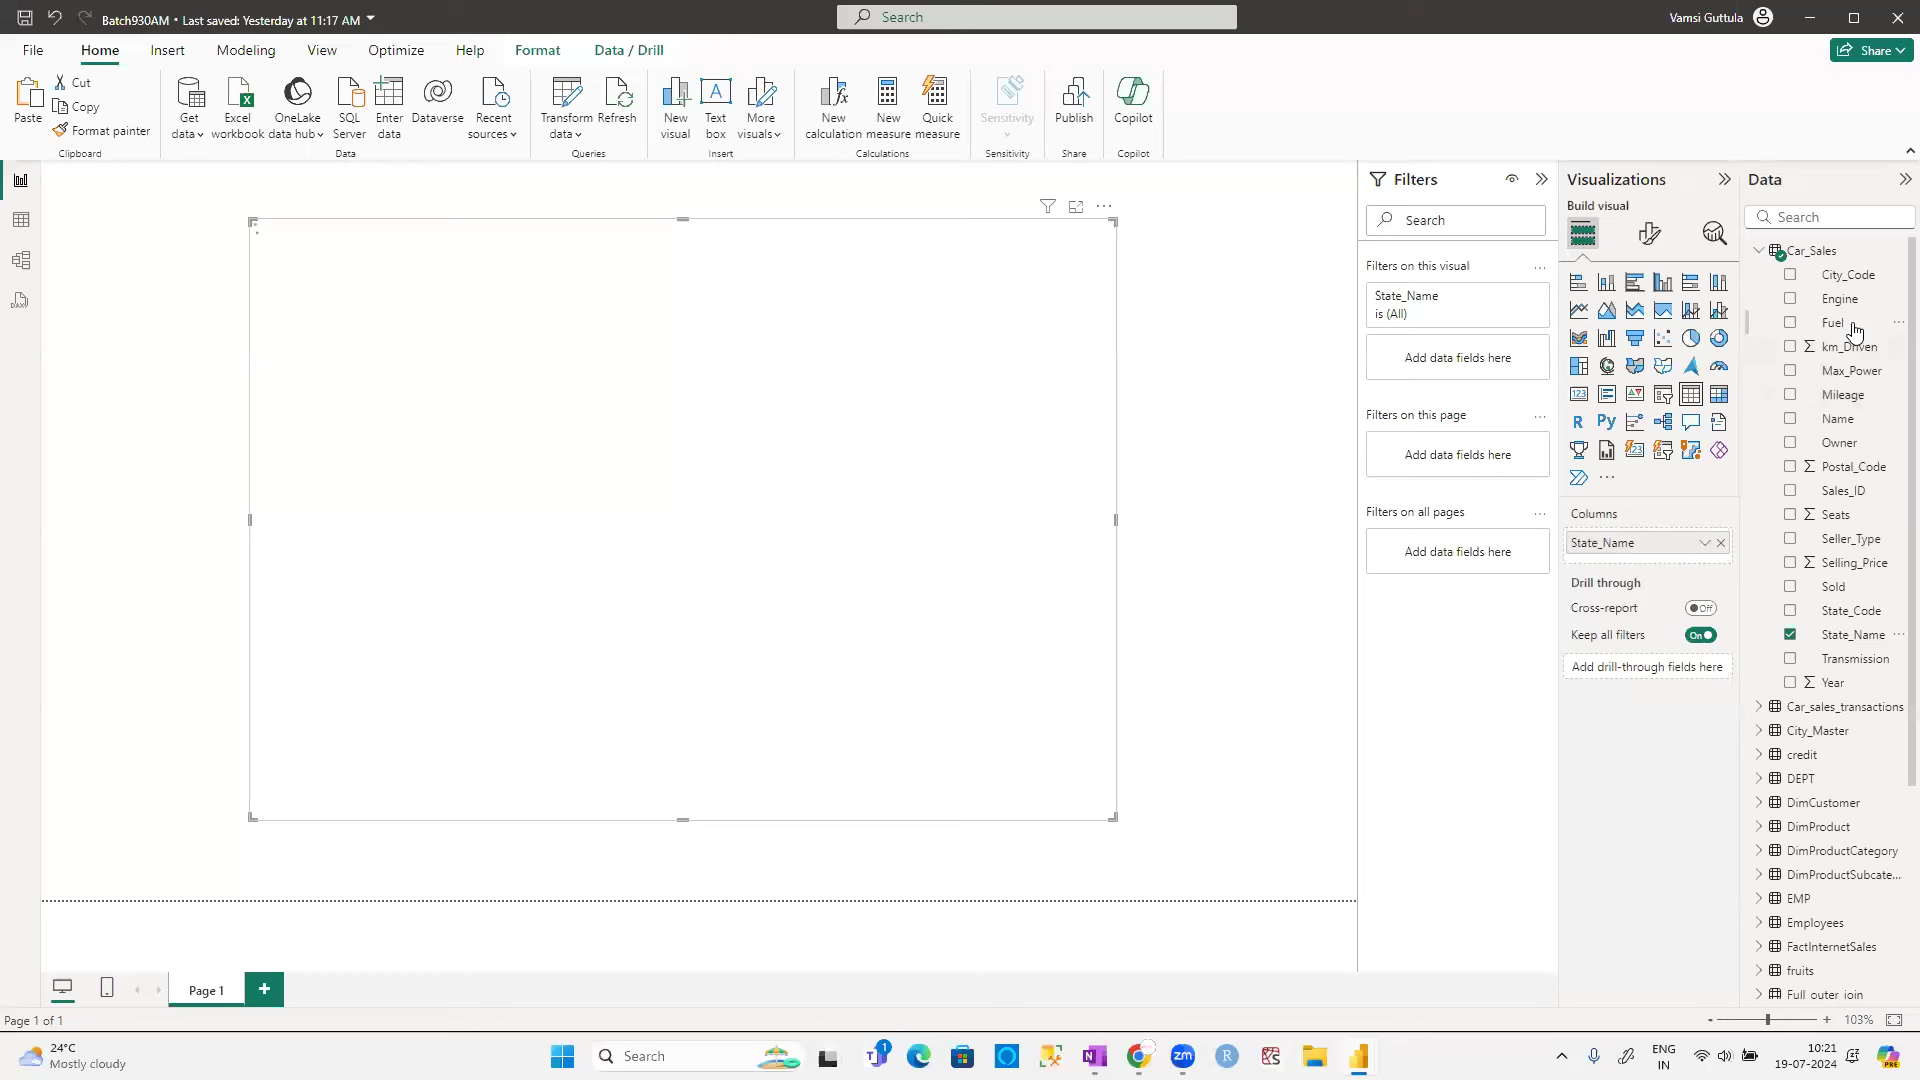 Batch930AM • Last saved: Yesterday at 11:17 AM
Search
Vamsi Guttula
File
Home
Insert
Modeling
View
Optimize
Help
Format
Data / Drill
Share
Paste
Cut
Copy
Format painter
Clipboard
Get data
Excel workbook
OneLake data hub
SQL Server
Enter data
Dataverse
Recent sources
Data
Transform data
Refresh
Queries
New visual
Text box
More visuals
Insert
New calculation
New measure
Quick measure
Calculations
Sensitivity
Sensitivity
Publish
Share
Copilot
Copilot
Filters
Search
Filters on this visual
State_Name
is (All)
Add data fields here
Filters on this page
Add data fields here
Filters on all pages
Add data fields here
Visualizations
Build visual
R
Py
123
Columns
State_Name
Drill through
Cross-report
Off
Keep all filters
On
Add drill-through fields here
Data
Search
Car_Sales
City_Code
Engine
Fuel
km_Driven
Max_Power
Mileage
Name
Owner
Postal_Code
Sales_ID
Seats
Seller_Type
Selling_Price
Sold
State_Code
State_Name
Transmission
Year
Car_sales_transactions
City_Master
credit
DEPT
DimCustomer
DimProduct
DimProductCategory
DimProductSubcate...
EMP
Employees
FactInternetSales
fruits
Full outer join
Page 1
Page 1 of 1
103%
24°C
Mostly cloudy
Search
1
zm
R
ENG
IN
10:21
19-07-2024
PRE